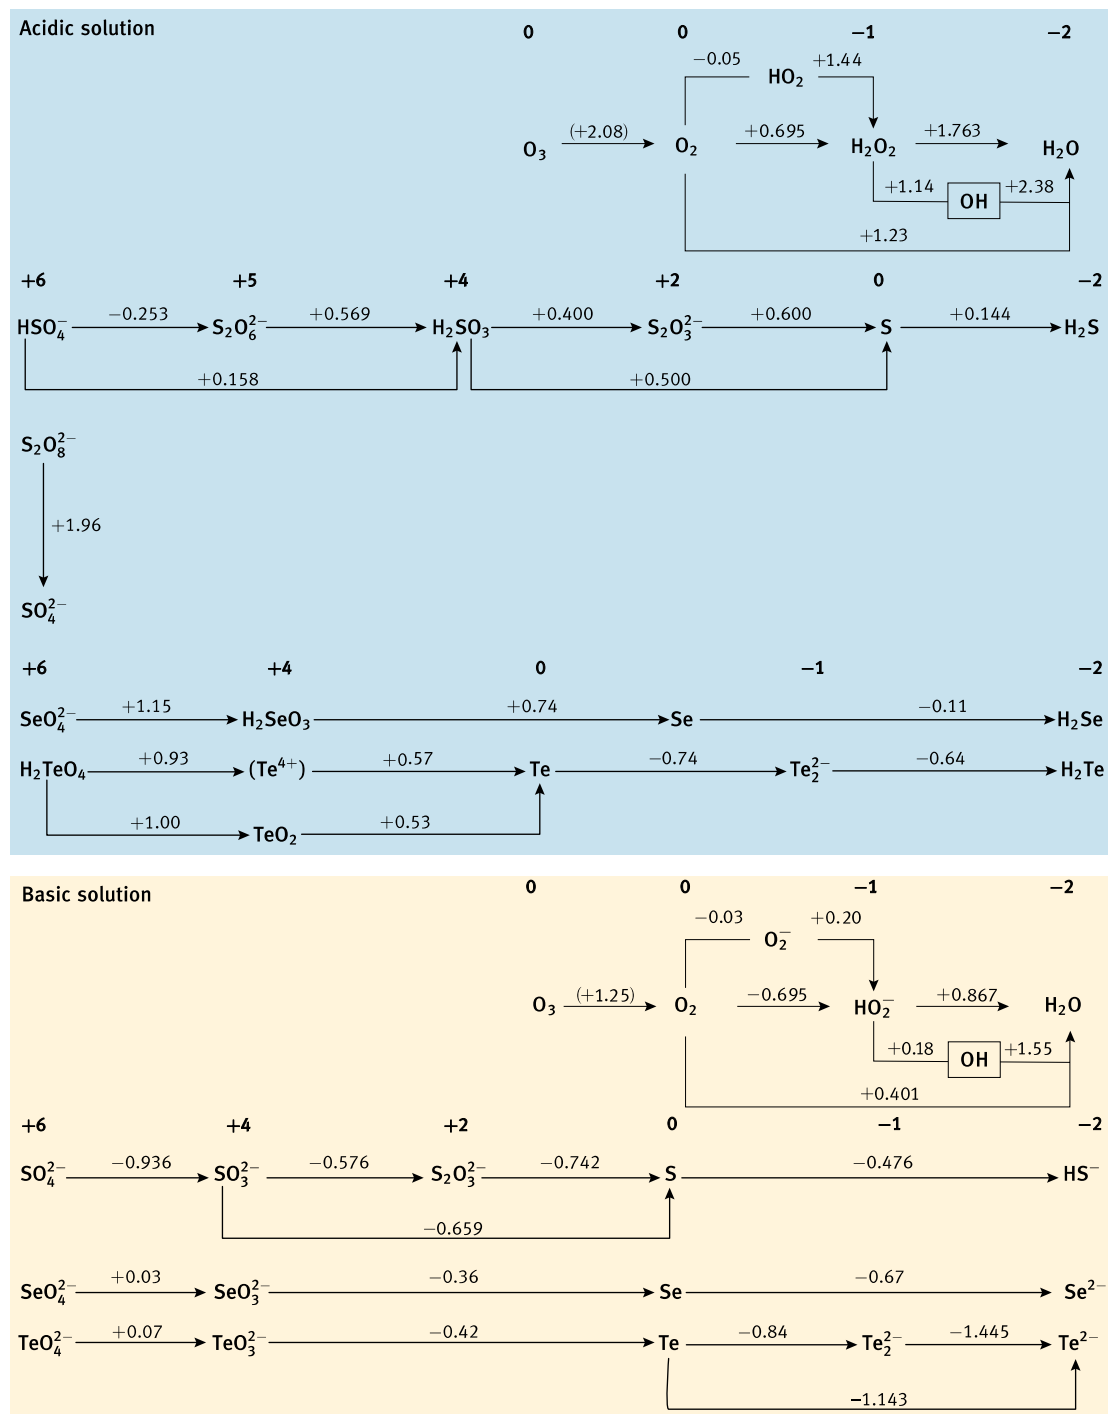 Acidic solution
0 0 −1 −2
−0.05 HO₂ +1.44
O₃ (+2.08) O₂ +0.695 H₂O₂ +1.763 H₂O
+1.14 OH +2.38
+1.23
+6 +5 +4 +2 0 −2
HSO₄⁻ −0.253 S₂O₆²⁻ +0.569 H₂SO₃ +0.400 S₂O₃²⁻ +0.600 S +0.144 H₂S
+0.158 +0.500
S₂O₈²⁻
+1.96
SO₄²⁻
+6 +4 0 −1 −2
SeO₄²⁻ +1.15 H₂SeO₃ +0.74 Se −0.11 H₂Se
H₂TeO₄ +0.93 (Te⁴⁺) +0.57 Te −0.74 Te₂²⁻ −0.64 H₂Te
+1.00 TeO₂ +0.53
Basic solution
0 0 −1 −2
−0.03 O₂⁻ +0.20
O₃ (+1.25) O₂ −0.695 HO₂⁻ +0.867 H₂O
+0.18 OH +1.55
+0.401
+6 +4 +2 0 −1 −2
SO₄²⁻ −0.936 SO₃²⁻ −0.576 S₂O₃²⁻ −0.742 S −0.476 HS⁻
−0.659
SeO₄²⁻ +0.03 SeO₃²⁻ −0.36 Se −0.67 Se²⁻
TeO₄²⁻ +0.07 TeO₃²⁻ −0.42 Te −0.84 Te₂²⁻ −1.445 Te²⁻
−1.143